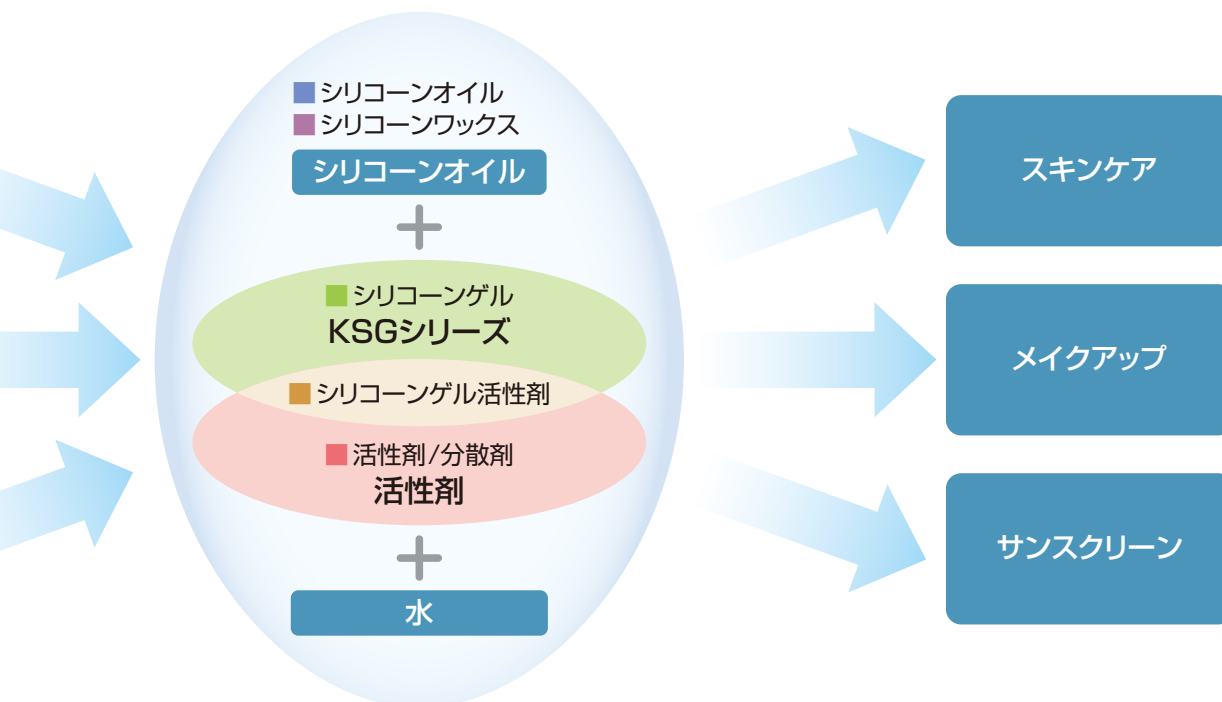 シリコーンオイル
シリコーンワックス
シリコーンオイル
+
シリコーンゲル
KSGシリーズ
シリコーンゲル活性剤
活性剤/分散剤
活性剤
+
水
スキンケア
メイクアップ
サンスクリーン